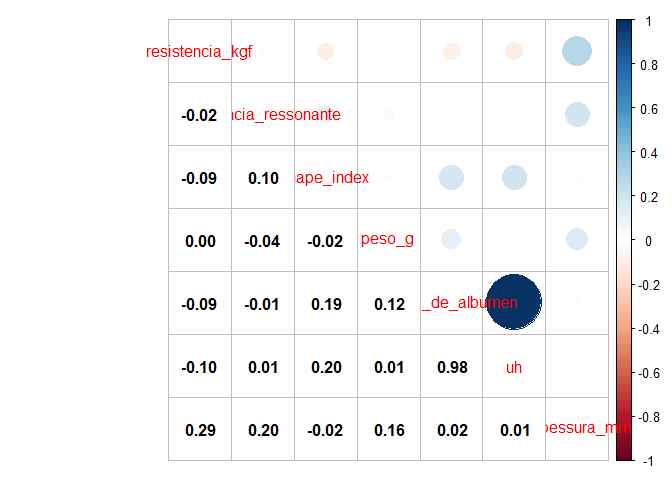 resistencia_kgf
-0.02 ncia_ressonante
-0.09 0.10 ape_index
0.00 -0.04 -0.02 peso_g
-0.09 -0.01 0.19 0.12 _de_albumen
-0.10 0.01 0.20 0.01 0.98 uh
0.29 0.20 -0.02 0.16 0.02 0.01 pessura_mm
1
0.8
0.6
0.4
0.2
0
-0.2
-0.4
-0.6
-0.8
-1